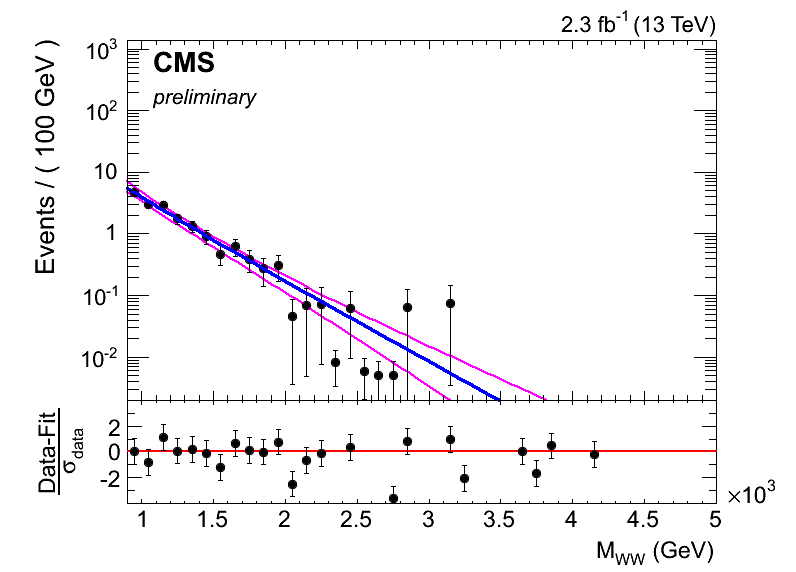 2.3 fb⁻¹ (13 TeV)
CMS
preliminary
Events / ( 100 GeV )
10³
10²
10
1
10⁻¹
10⁻²
Data-Fit
σdata
2
0
-2
×10³
1 1.5 2 2.5 3 3.5 4 4.5 5
M_WW (GeV)